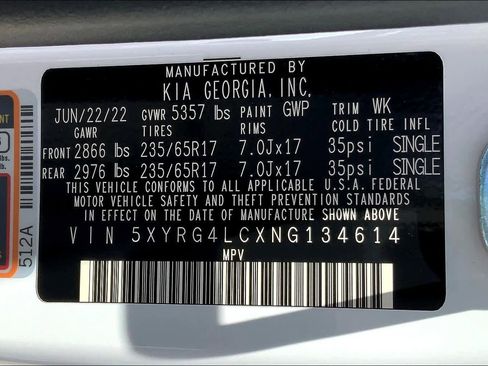 MANUFACTURED BY
KIA GEORGIA, INC.
JUN/22/22 GVWR 5357 lbs PAINT GWP TRIM WK
GAWR TIRES RIMS COLD TIRE INFL
FRONT 2866 lbs 235/65R17 7.0Jx17 35psi SINGLE
REAR 2976 lbs 235/65R17 7.0Jx17 35psi SINGLE
THIS VEHICLE CONFORMS TO ALL APPLICABLE U.S.A. FEDERAL
MOTOR VEHICLE SAFETY AND THEFT PREVENTION STANDARDS
IN EFFECT ON THE DATE OF MANUFACTURE SHOWN ABOVE
VIN 5XYRG4LCXNG134614
MPV
512A